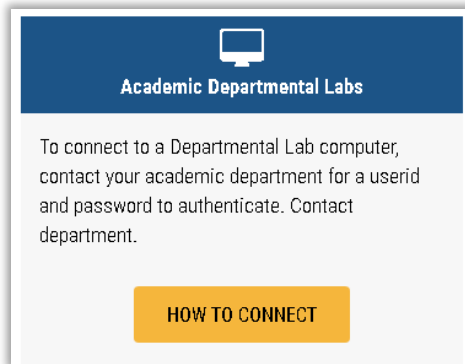 Academic Departmental Labs
To connect to a Departmental Lab computer,
contact your academic department for a userid
and password to authenticate. Contact
department.
HOW TO CONNECT